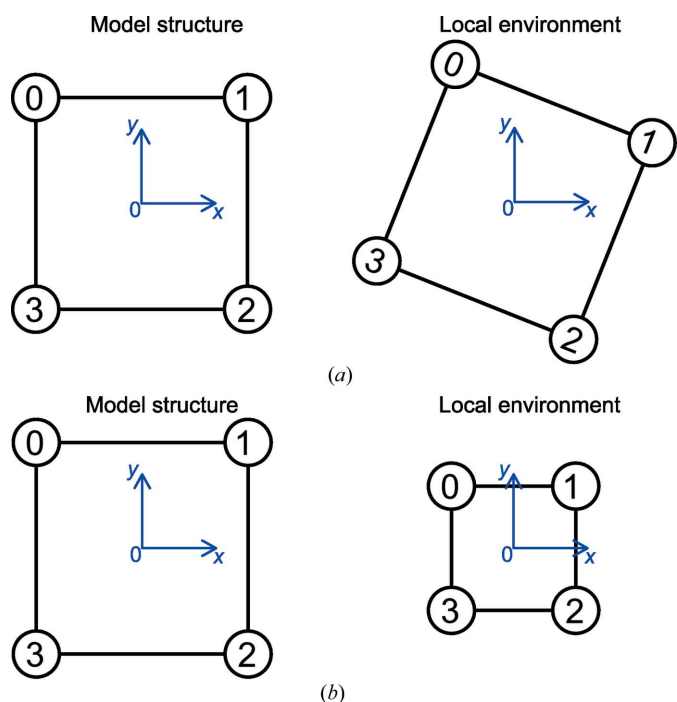 Model structure
Local environment
0 1
y
0 x
3 2
0
1
y
0 x
3
2
(a)
Model structure
Local environment
0 1
y
0 x
3 2
0 1
y
0 x
3 2
(b)